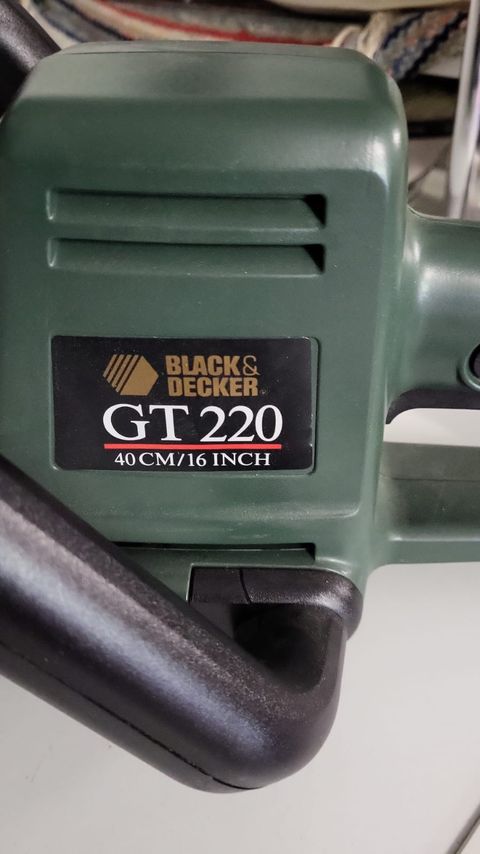 BLACK&
DECKER®
GT 220
40 CM/16 INCH